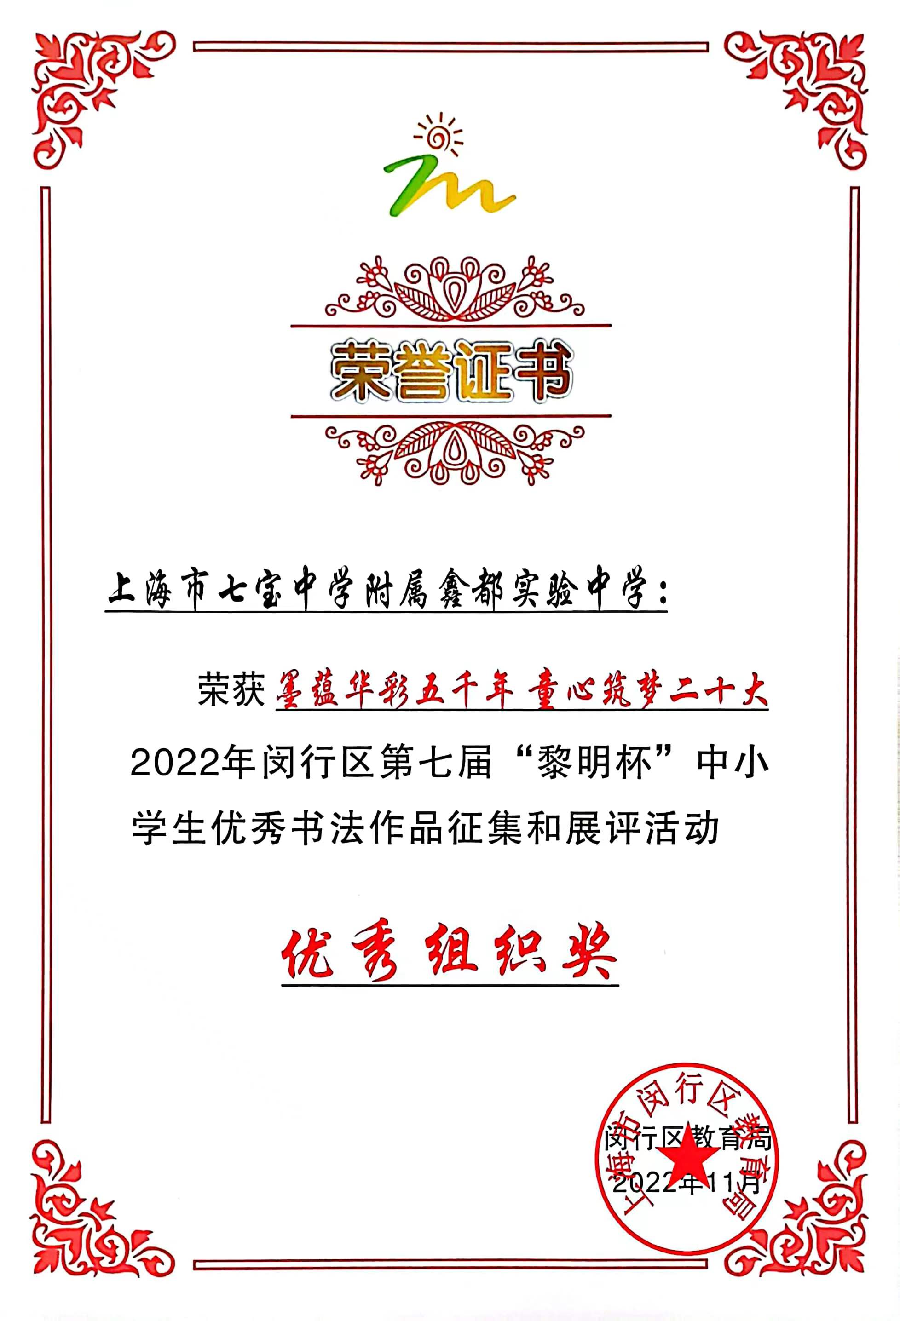 荣誉证书
上海市七宝中学附属鑫都实验中学：
荣获 墨蕴华彩五千年 童心筑梦二十大
2022年闵行区第七届“黎明杯”中小
学生优秀书法作品征集和展评活动
优秀组织奖
上海市闵行区教育局
闵行区教育局
2022年11月